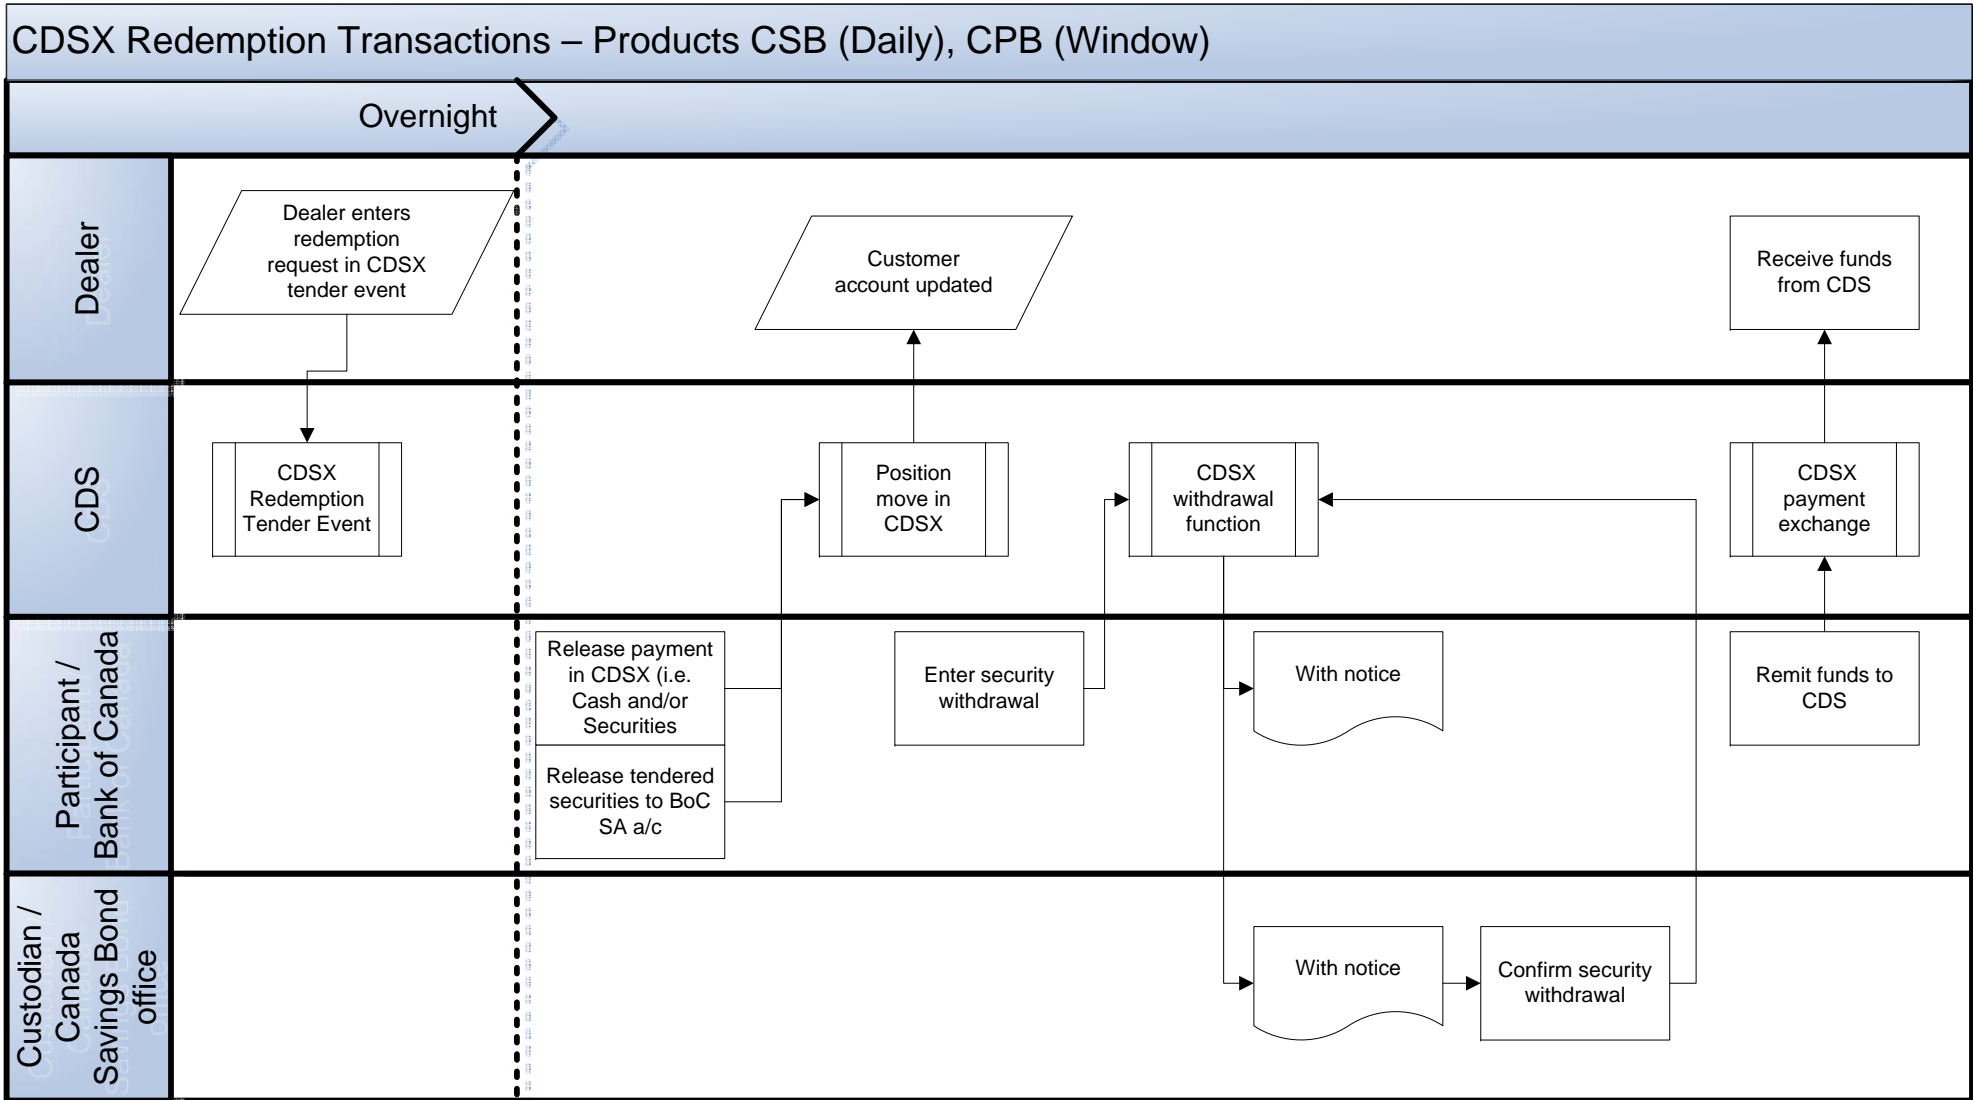 CDSX Redemption Transactions – Products CSB (Daily), CPB (Window)
Overnight
Dealer
Dealer enters
redemption
request in CDSX
tender event
Customer
account updated
Receive funds
from CDS
CDS
CDSX
Redemption
Tender Event
Position
move in
CDSX
CDSX
withdrawal
function
CDSX
payment
exchange
Participant /
Bank of Canada
Release payment
in CDSX (i.e.
Cash and/or
Securities
Release tendered
securities to BoC
SA a/c
Enter security
withdrawal
With notice
Remit funds to
CDS
Custodian /
Canada
Savings Bond
office
With notice
Confirm security
withdrawal